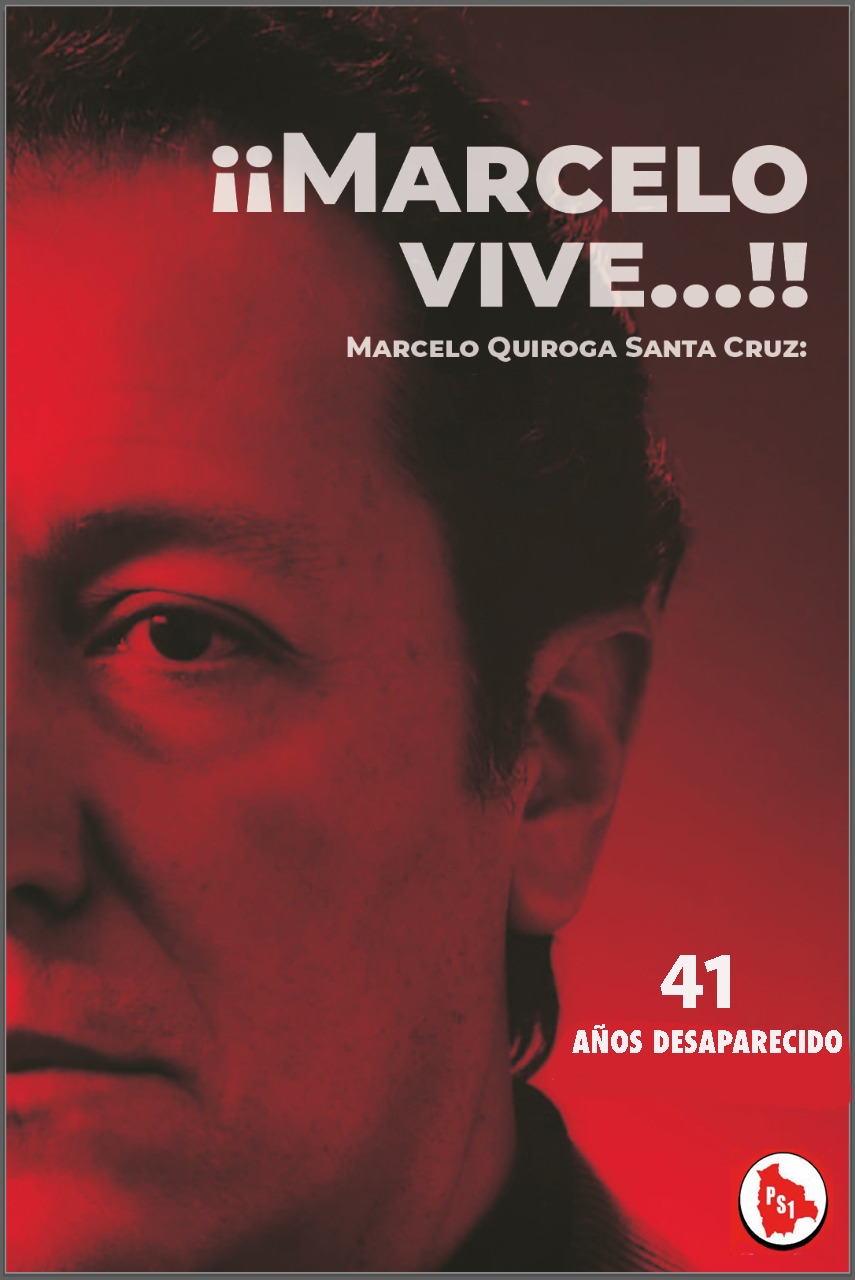 ¡¡MARCELO
VIVE...!!
MARCELO QUIROGA SANTA CRUZ:
41
AÑOS DESAPARECIDO
PS1